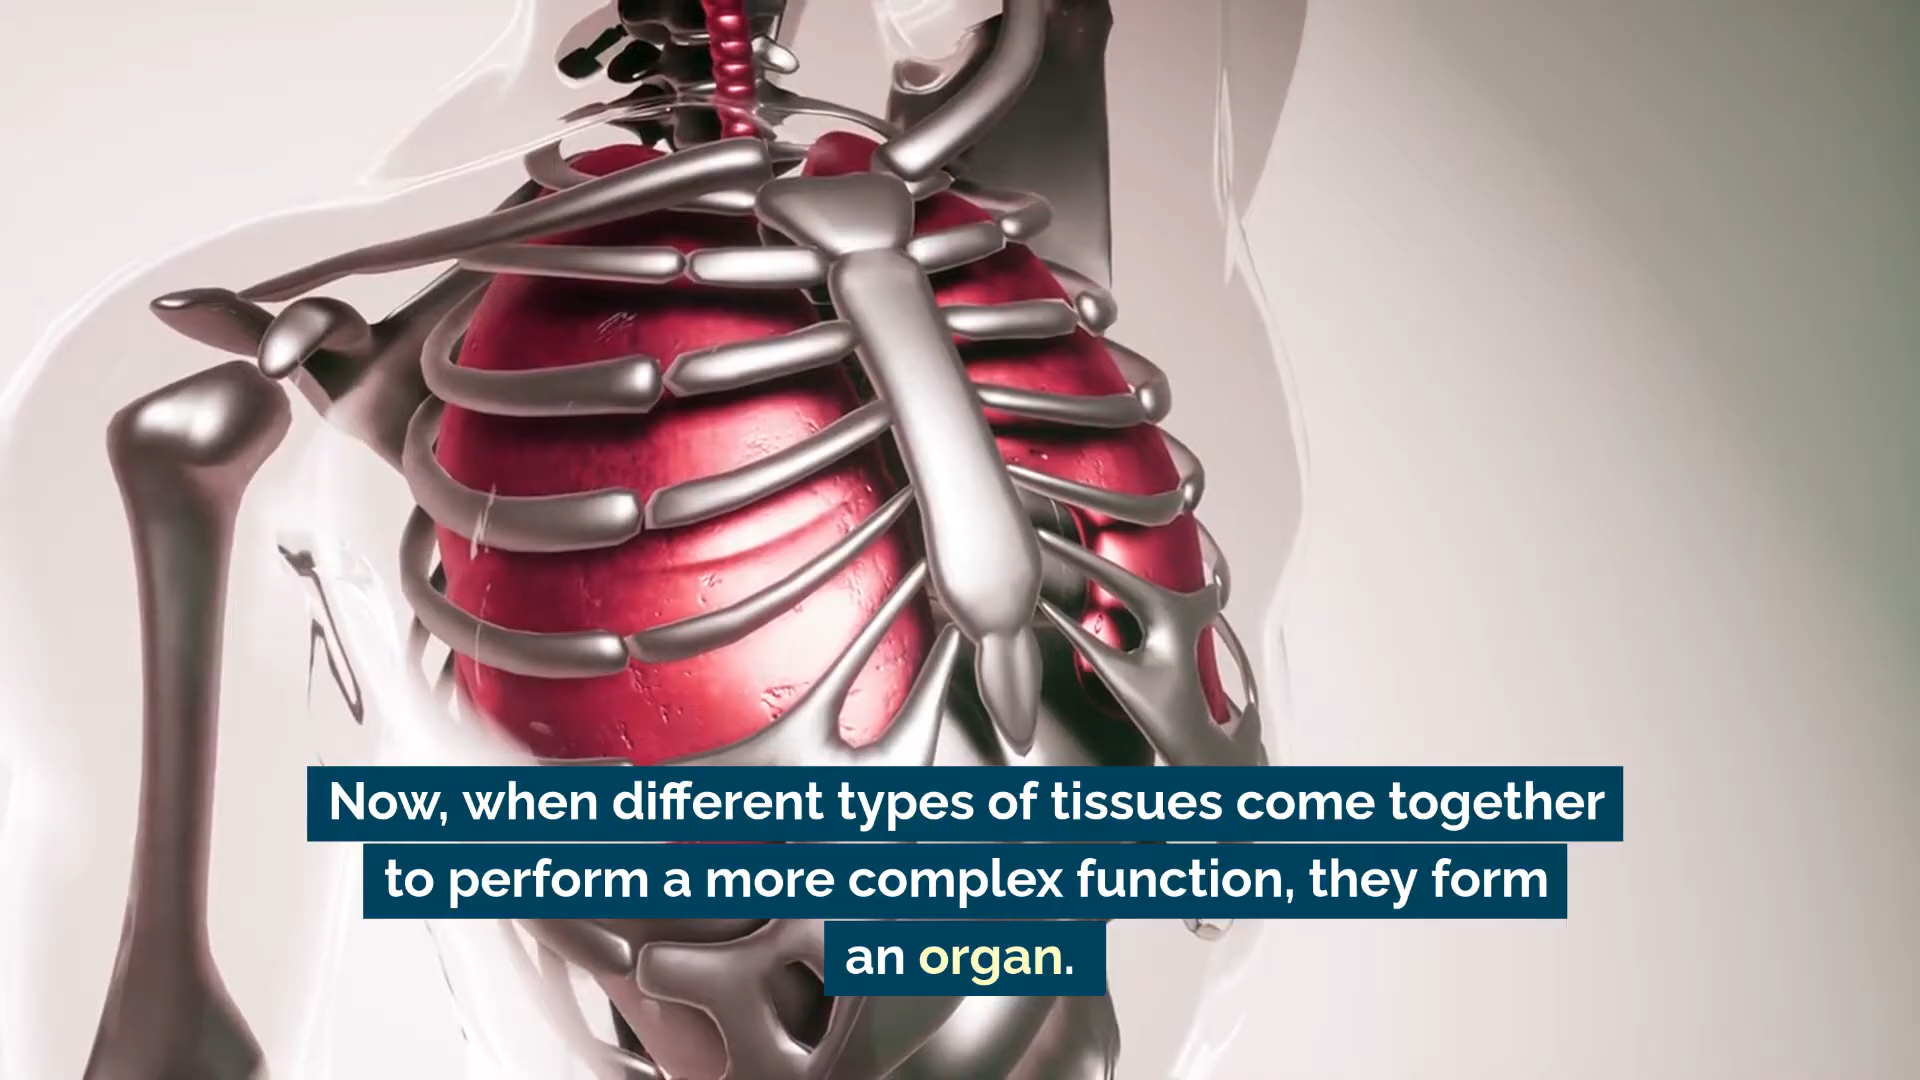 Now, when different types of tissues come together
to perform a more complex function, they form
an organ.